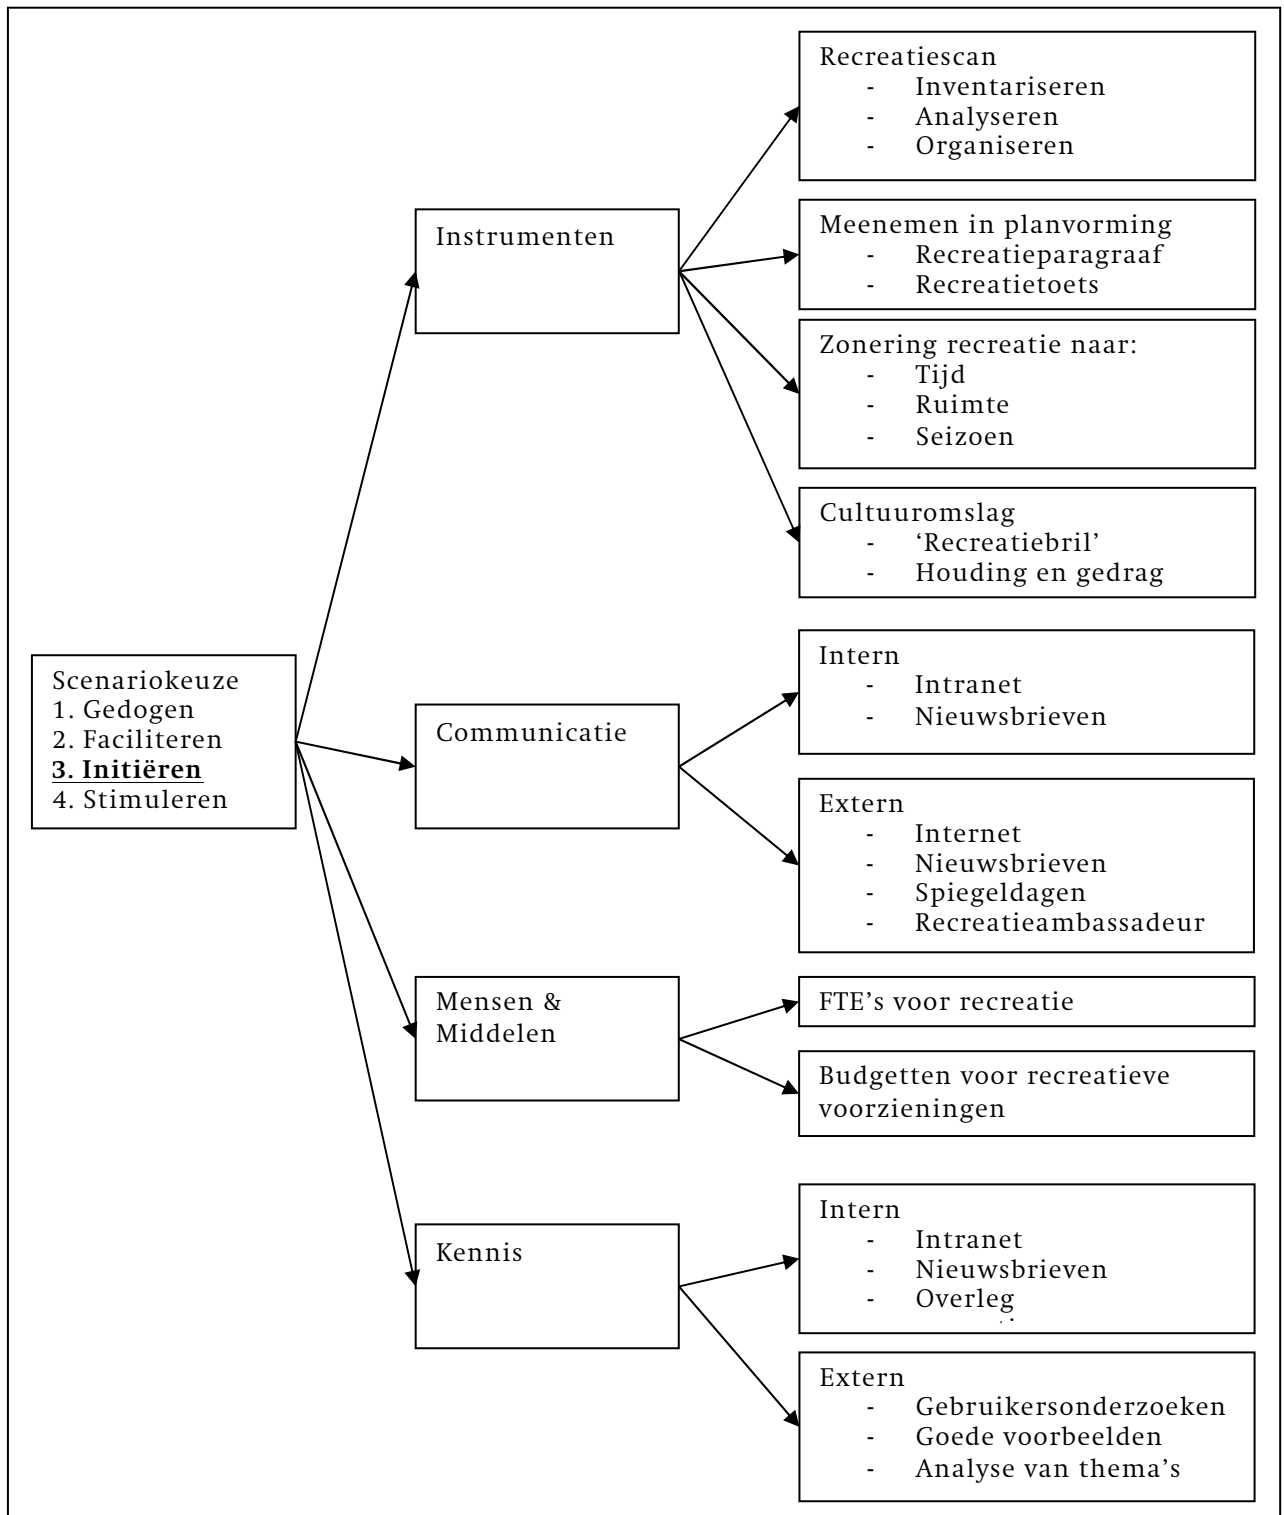 Scenariokeuze
1. Gedogen
2. Faciliteren
3. Initiëren
4. Stimuleren
Instrumenten
Recreatiescan
- Inventariseren
- Analyseren
- Organiseren
Meenemen in planvorming
- Recreatieparagraaf
- Recreatietoets
Zonering recreatie naar:
- Tijd
- Ruimte
- Seizoen
Cultuuromslag
- ‘Recreatiebril’
- Houding en gedrag
Communicatie
Intern
- Intranet
- Nieuwsbrieven
Extern
- Internet
- Nieuwsbrieven
- Spiegeldagen
- Recreatieambassadeur
Mensen &
Middelen
FTE’s voor recreatie
Budgetten voor recreatieve
voorzieningen
Kennis
Intern
- Intranet
- Nieuwsbrieven
- Overleg
Extern
- Gebruikersonderzoeken
- Goede voorbeelden
- Analyse van thema’s